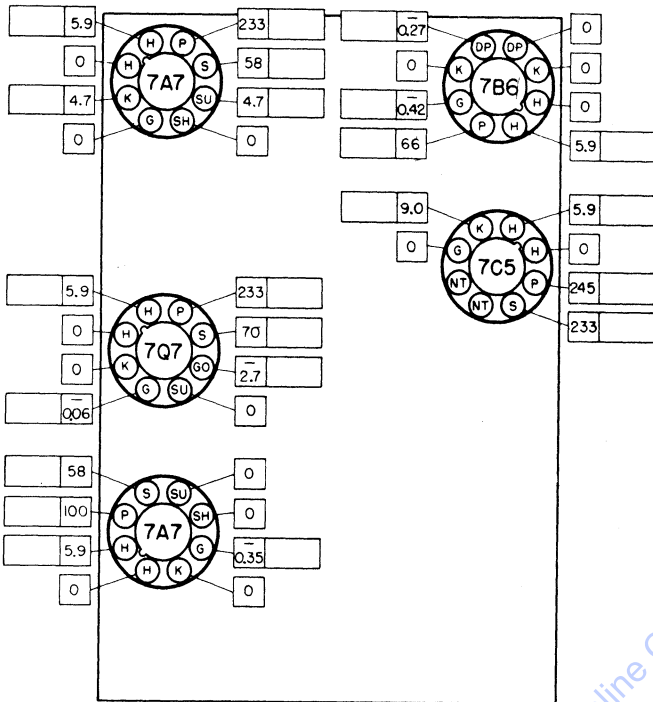 5.9 H P 233
0 H S 58
7A7
4.7 K SU 4.7
0 G SH 0
0.27 DP DP 0
0 K K 0
7B6
0.42 G H 0
66 P H 5.9
9.0 K H 5.9
0 G H 0
7C5
NT P 245
NT S 233
5.9 H P 233
0 H S 70
7Q7
0 K GO 2.7
0.06 G SU 0
58 S SU 0
100 P SH 0
7A7
5.9 H G 0.35
0 H K 0
line